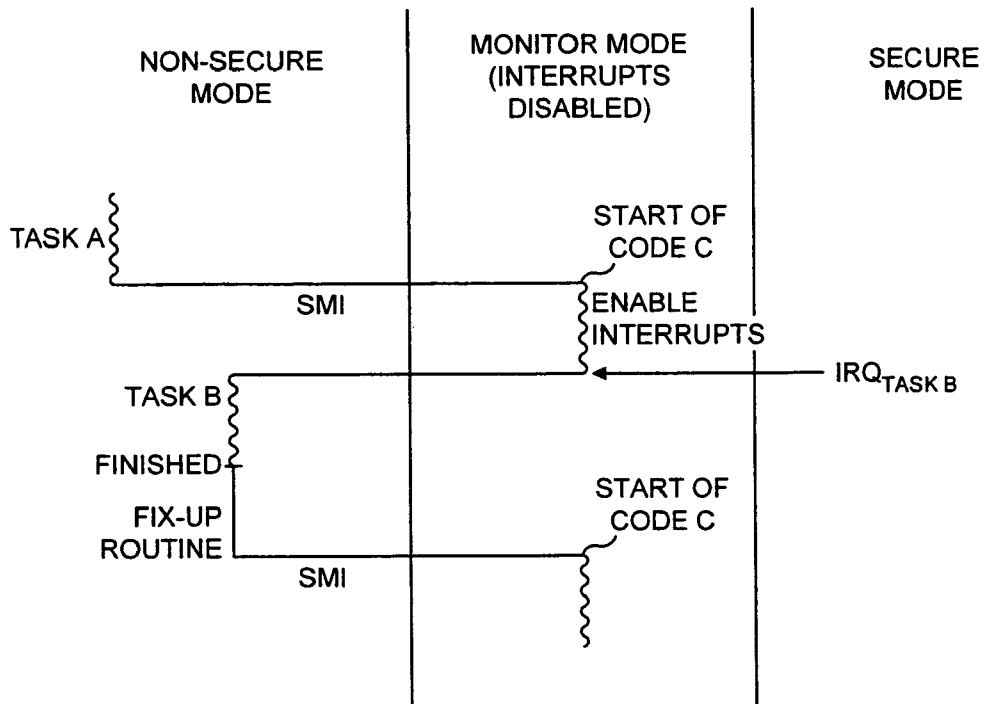 NON-SECURE
MODE
MONITOR MODE
(INTERRUPTS
DISABLED)
SECURE
MODE
TASK A
START OF
CODE C
SMI
ENABLE
INTERRUPTS
TASK B
IRQTASK B
FINISHED
FIX-UP
ROUTINE
START OF
CODE C
SMI